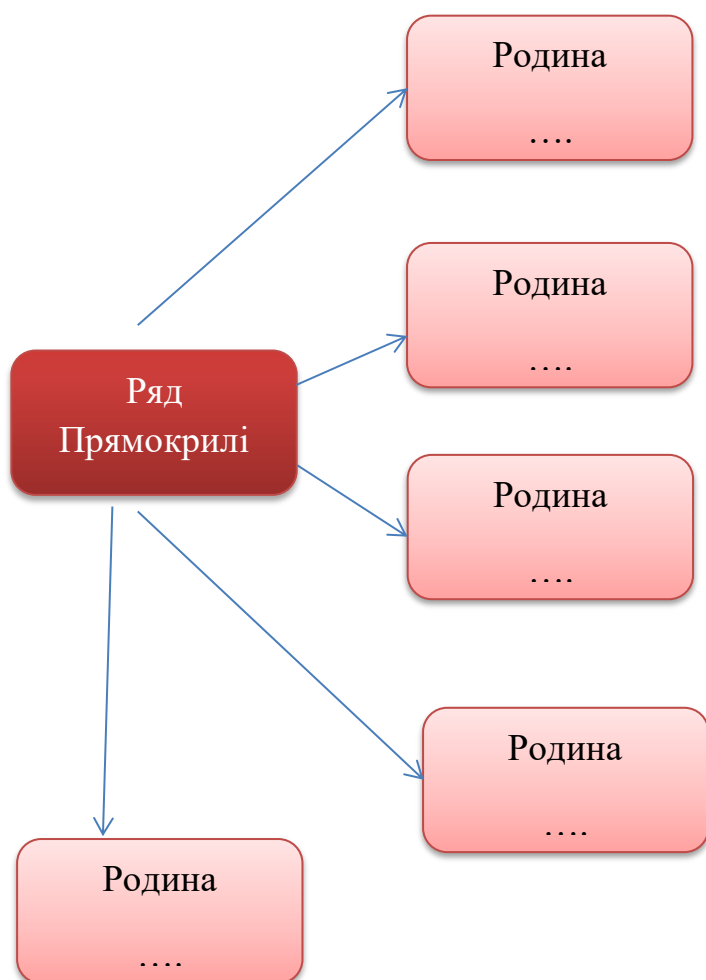 Родина
....
Родина
....
Ряд
Прямокрилі
Родина
....
Родина
....
Родина
....